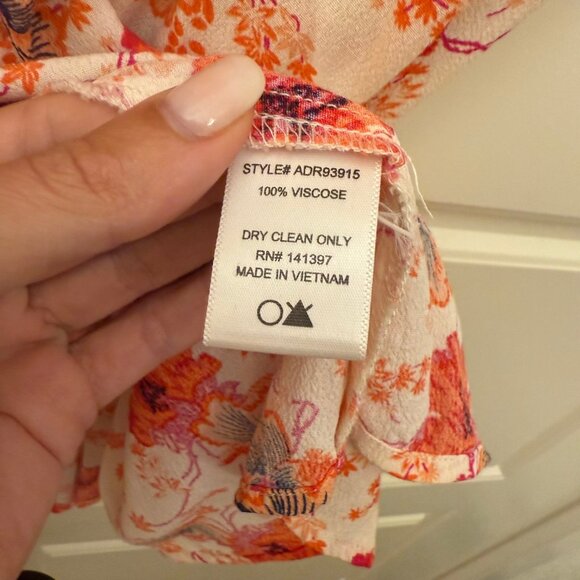 STYLE# ADR93915
100% VISCOSE
DRY CLEAN ONLY
RN# 141397
MADE IN VIETNAM